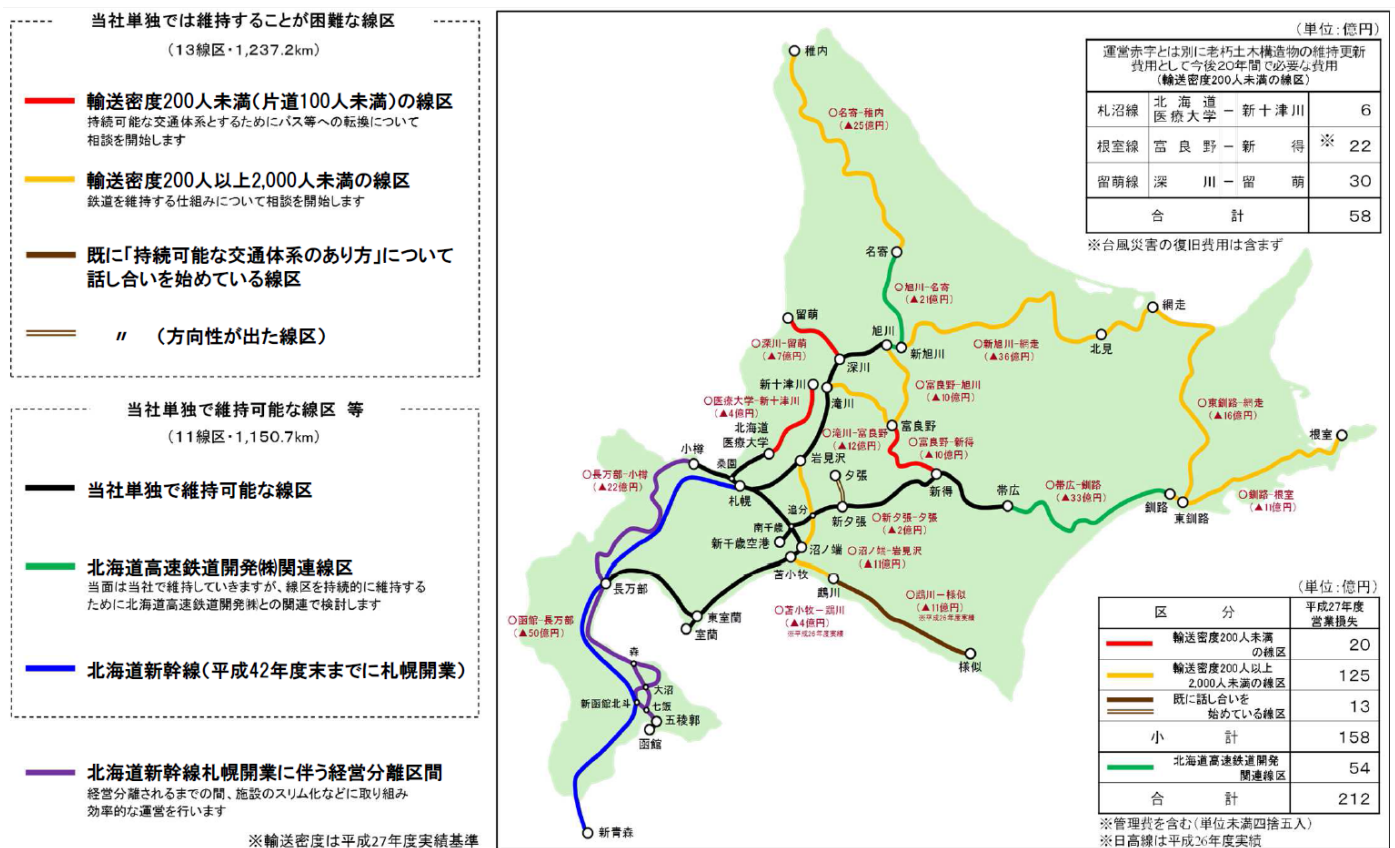 当社単独では維持することが困難な線区
(13線区・1,237.2km)
輸送密度200人未満(片道100人未満)の線区
持続可能な交通体系とするためにバス等への転換について
相談を開始します
輸送密度200人以上2,000人未満の線区
鉄道を維持する仕組みについて相談を開始します
既に「持続可能な交通体系のあり方」について
話し合いを始めている線区
〃 (方向性が出た線区)
当社単独で維持可能な線区 等
(11線区・1,150.7km)
当社単独で維持可能な線区
北海道高速鉄道開発㈱関連線区
当面は当社で維持していきますが、線区を持続的に維持する
ために北海道高速鉄道開発㈱との関連で検討します
北海道新幹線(平成42年度末までに札幌開業)
北海道新幹線札幌開業に伴う経営分離区間
経営分離されるまでの間、施設のスリム化などに取り組み
効率的な運営を行います
※輸送密度は平成27年度実績基準
(単位:億円)
運営赤字とは別に老朽土木構造物の維持更新
費用として今後20年間で必要な費用
(輸送密度200人未満の線区)
札沼線 北海道医療大学 − 新十津川 6
根室線 富良野 − 新得 ※ 22
留萌線 深川 − 留萌 30
合計 58
※台風災害の復旧費用は含まず
稚内
○名寄−稚内
(▲25億円)
名寄
○旭川−名寄
(▲21億円)
留萌
○深川−留萌
(▲7億円)
旭川
新旭川
深川
○新旭川−網走
(▲36億円)
北見
網走
新十津川
滝川
○医療大学−新十津川
(▲4億円)
○富良野−旭川
(▲10億円)
○東釧路−網走
(▲16億円)
北海道
医療大学
○滝川−富良野
(▲12億円)
富良野
○富良野−新得
(▲10億円)
根室
小樽
桑園
札幌
岩見沢
夕張
○長万部−小樽
(▲22億円)
新得
帯広
○帯広−釧路
(▲33億円)
釧路
東釧路
○釧路−根室
(▲11億円)
追分
南千歳
新夕張
○新夕張−夕張
(▲2億円)
新千歳空港
沼ノ端
○沼ノ端−岩見沢
(▲11億円)
苫小牧
鵡川
長万部
東室蘭
室蘭
○苫小牧−鵡川
(▲4億円)
※平成26年度実績
○鵡川−様似
(▲11億円)
※平成26年度実績
様似
○函館−長万部
(▲50億円)
森
大沼
新函館北斗
七飯
五稜郭
函館
新青森
(単位:億円)
区分 平成27年度
営業損失
輸送密度200人未満
の線区 20
輸送密度200人以上
2,000人未満の線区 125
既に話し合いを
始めている線区 13
小計 158
北海道高速鉄道開発
関連線区 54
合計 212
※管理費を含む(単位未満四捨五入)
※日高線は平成26年度実績